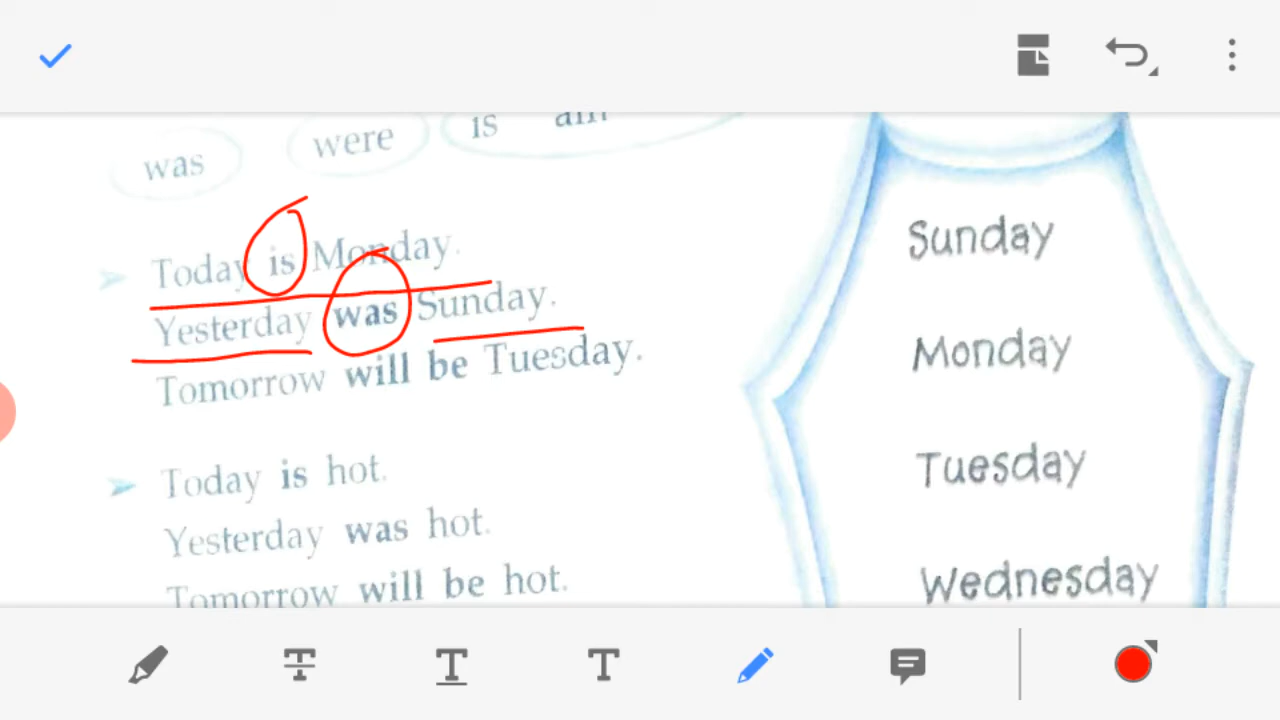 was were is am
Today is Monday.
Yesterday was Sunday.
Tomorrow will be Tuesday.
Today is hot.
Yesterday was hot.
Tomorrow will be hot.
Sunday
Monday
Tuesday
Wednesday
T T T